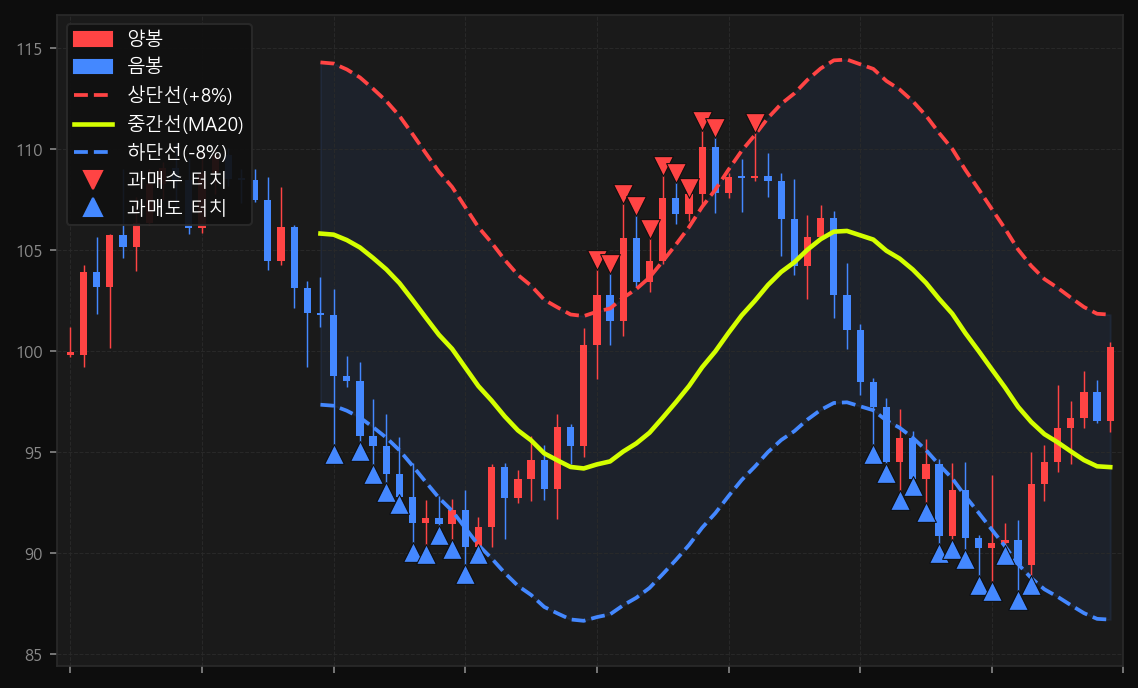 115
110
105
100
95
90
85
양봉
음봉
상단선(+8%)
중간선(MA20)
하단선(-8%)
과매수 터치
과매도 터치